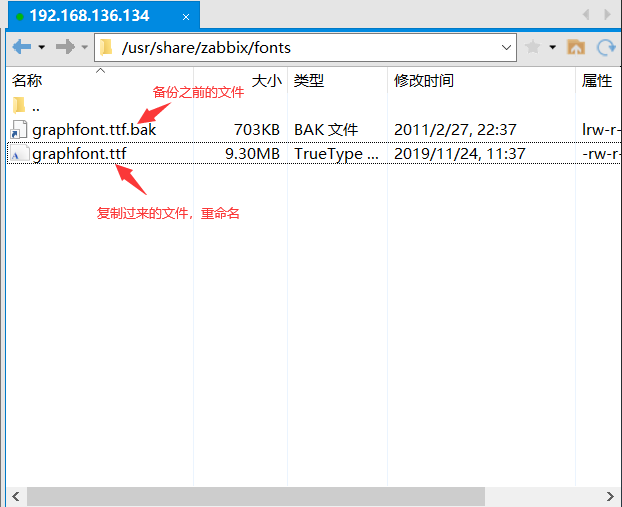 192.168.136.134
/usr/share/zabbix/fonts
名称 大小 类型 修改时间 属性
备份之前的文件
..
graphfont.ttf.bak 703KB BAK 文件 2011/2/27, 22:37 lrw-r-
graphfont.ttf 9.30MB TrueType ... 2019/11/24, 11:37 -rw-r-
复制过来的文件，重命名